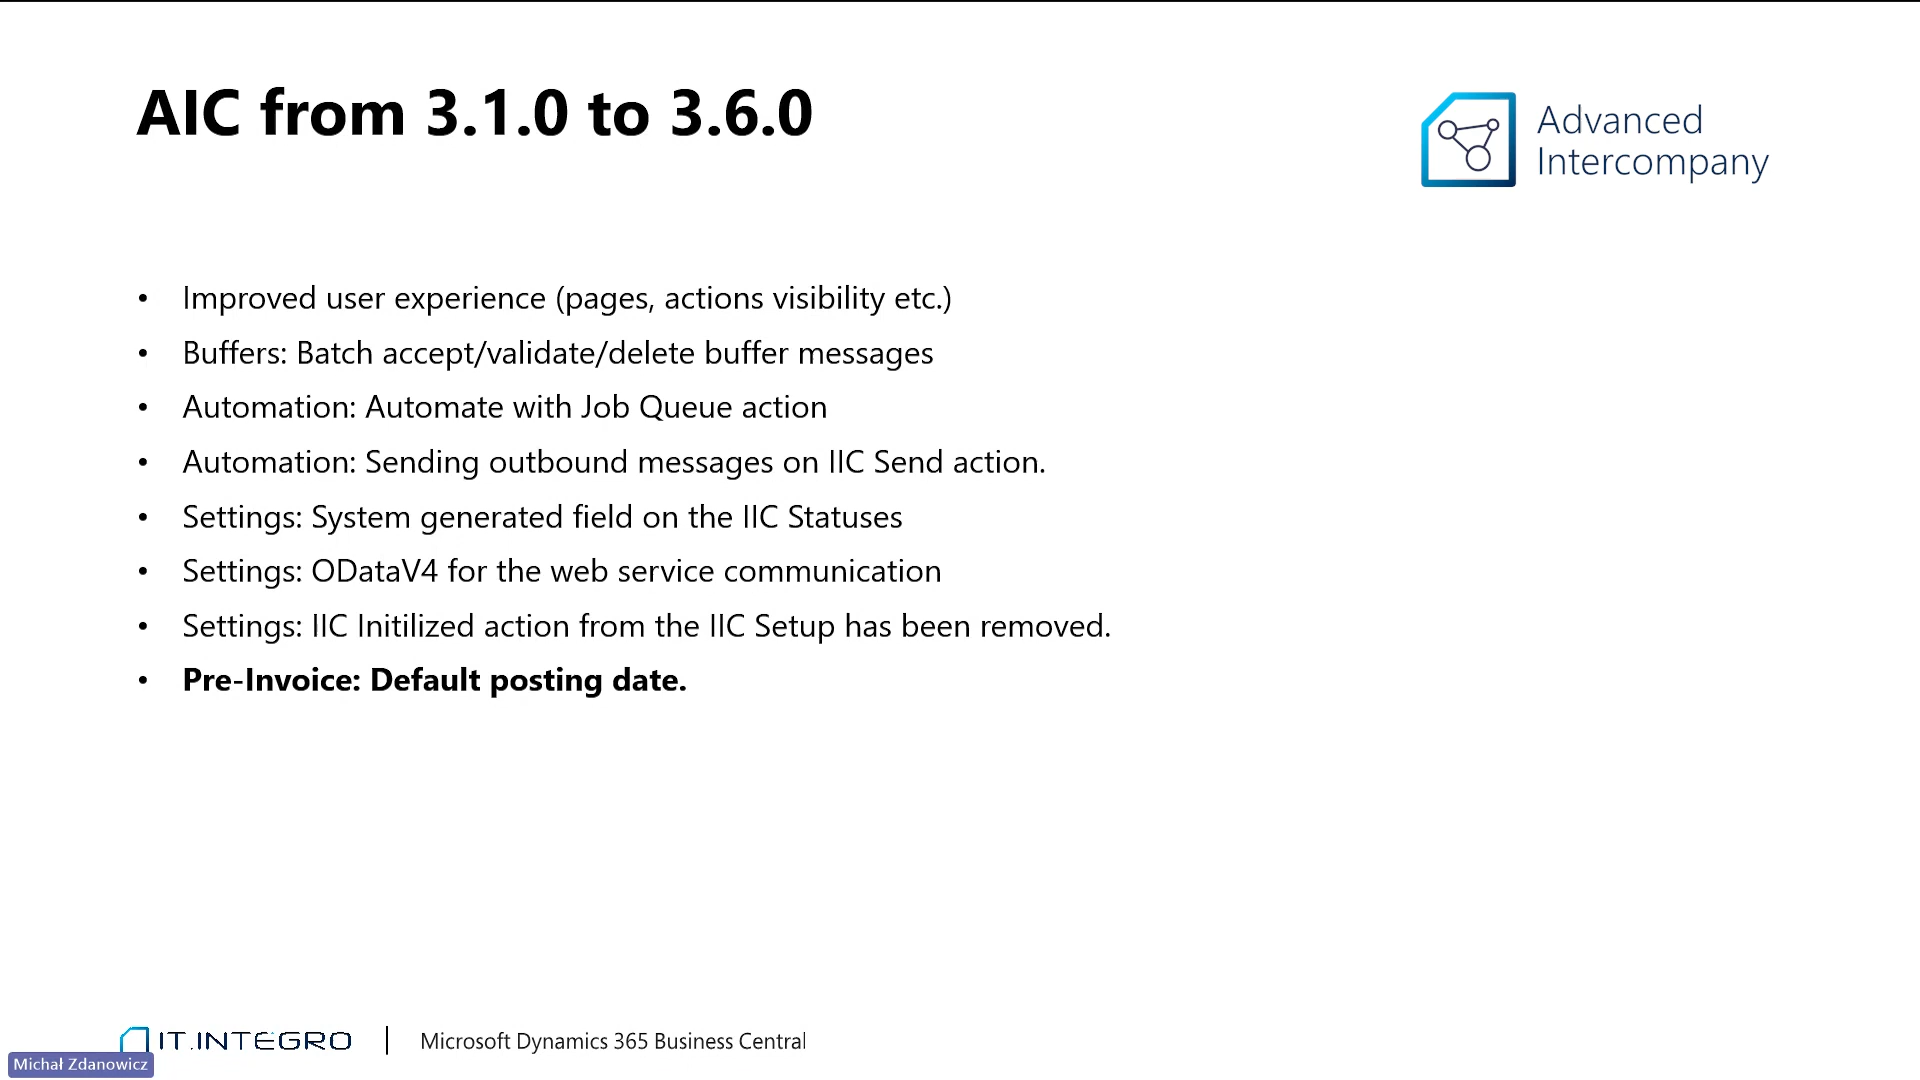 AIC from 3.1.0 to 3.6.0
Advanced
Intercompany
• Improved user experience (pages, actions visibility etc.)
• Buffers: Batch accept/validate/delete buffer messages
• Automation: Automate with Job Queue action
• Automation: Sending outbound messages on IIC Send action.
• Settings: System generated field on the IIC Statuses
• Settings: ODataV4 for the web service communication
• Settings: IIC Initilized action from the IIC Setup has been removed.
• Pre-Invoice: Default posting date.
IT.INTEGRO | Microsoft Dynamics 365 Business Central
Michał Zdanowicz